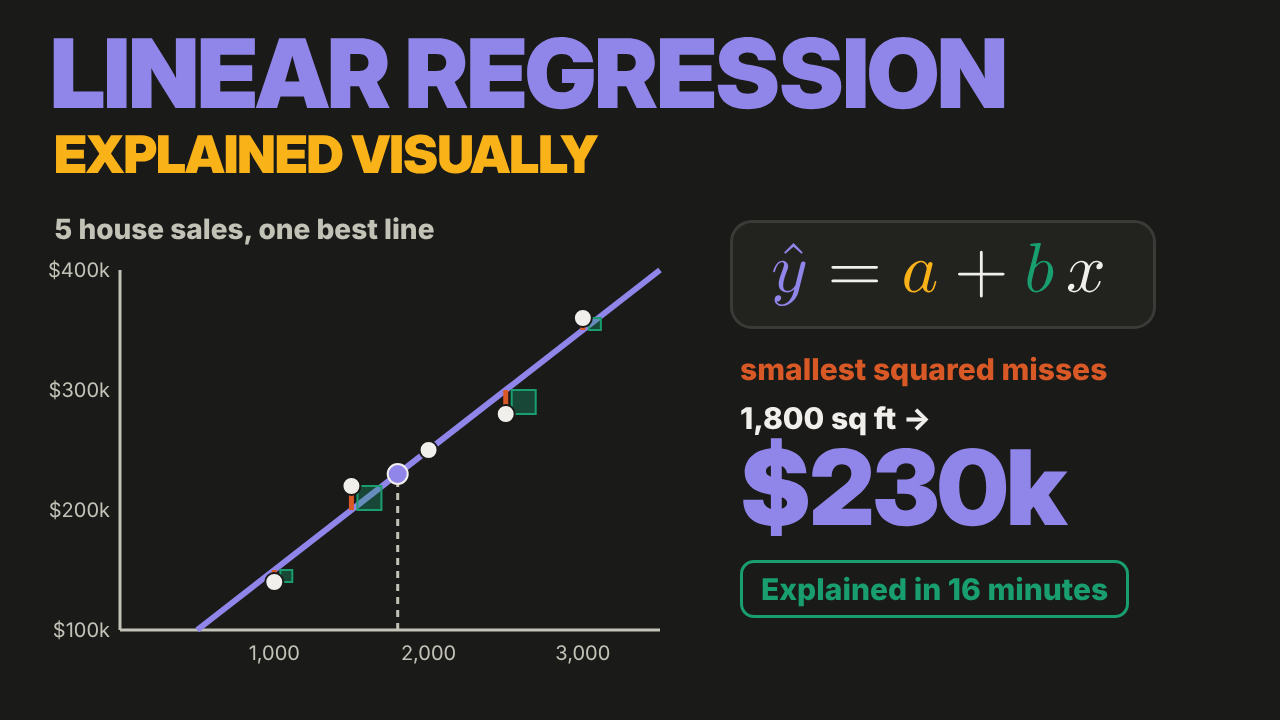 LINEAR REGRESSION
EXPLAINED VISUALLY
5 house sales, one best line
$400k
$300k
$200k
$100k
1,000 2,000 3,000
ŷ = a + b x
smallest squared misses
1,800 sq ft →
$230k
Explained in 16 minutes